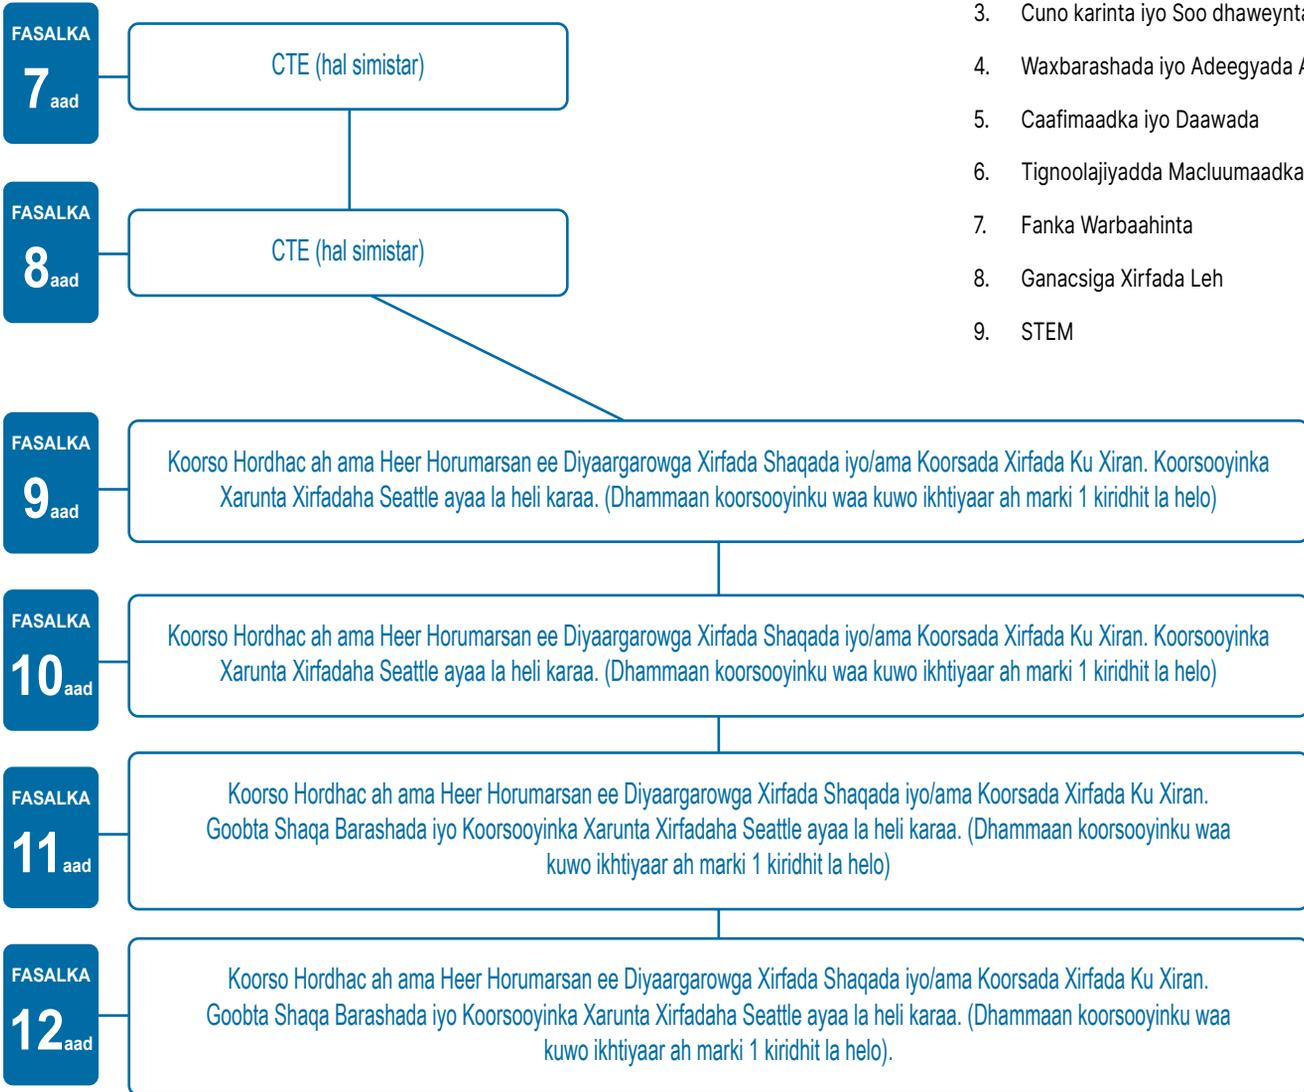 FASALKA
7aad
CTE (hal simistar)
FASALKA
8aad
CTE (hal simistar)
3. Cuno karinta iyo Soo
4. Waxbarashada iyo Adeegyada
5. Caafimaadka iyo Daawada
6. Tignoolajiyadda Macluumaadka
7. Fanka Warbaahinta
8. Ganacsiga Xirfada Leh
9. STEM
FASALKA
9aad
Koorso Hordhac ah ama Heer Horumarsan ee Diyaargarowga Xirfada Shaqada iyo/ama Koorsada Xirfada Ku Xiran. Koorsooyinka
Xarunta Xirfadaha Seattle ayaa la heli karaa. (Dhammaan koorsooyinku waa kuwo ikhtiyaar ah marki 1 kiridhit la helo)
FASALKA
10aad
Koorso Hordhac ah ama Heer Horumarsan ee Diyaargarowga Xirfada Shaqada iyo/ama Koorsada Xirfada Ku Xiran. Koorsooyinka
Xarunta Xirfadaha Seattle ayaa la heli karaa. (Dhammaan koorsooyinku waa kuwo ikhtiyaar ah marki 1 kiridhit la helo)
FASALKA
11aad
Koorso Hordhac ah ama Heer Horumarsan ee Diyaargarowga Xirfada Shaqada iyo/ama Koorsada Xirfada Ku Xiran.
Goobta Shaqa Barashada iyo Koorsooyinka Xarunta Xirfadaha Seattle ayaa la heli karaa. (Dhammaan koorsooyinku waa
kuwo ikhtiyaar ah marki 1 kiridhit la helo)
FASALKA
12aad
Koorso Hordhac ah ama Heer Horumarsan ee Diyaargarowga Xirfada Shaqada iyo/ama Koorsada Xirfada Ku Xiran.
Goobta Shaqa Barashada iyo Koorsooyinka Xarunta Xirfadaha Seattle ayaa la heli karaa. (Dhammaan koorsooyinku waa
kuwo ikhtiyaar ah marki 1 kiridhit la helo).